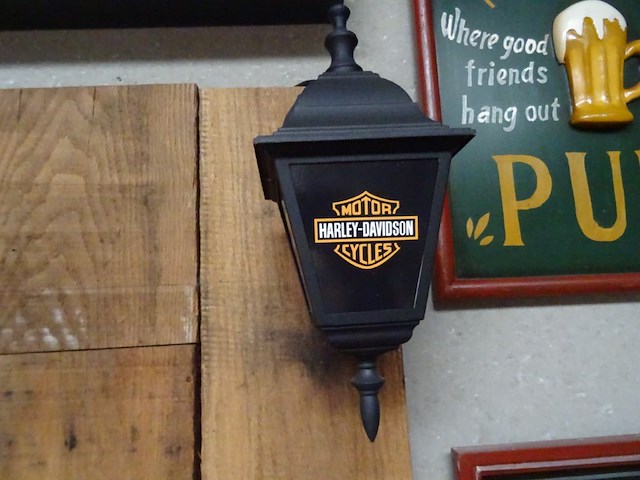 Where good
friends
hang out
PU
MOTOR
HARLEY-DAVIDSON
CYCLES